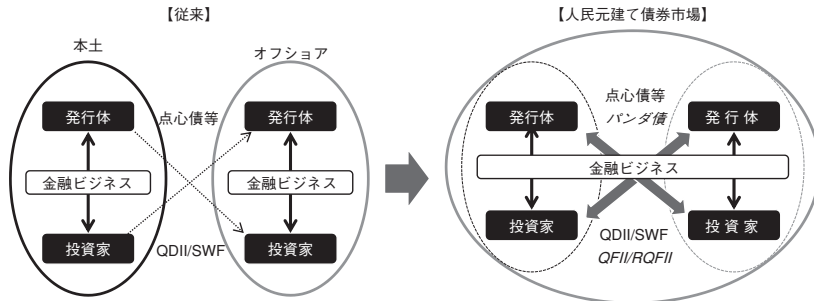 【従来】
本土
オフショア
発行体
点心債等
発行体
金融ビジネス
金融ビジネス
投資家
QDII/SWF
投資家
【人民元建て債券市場】
発行体
点心債等
パンダ債
発行体
金融ビジネス
投資家
QDII/SWF
QFII/RQFII
投資家